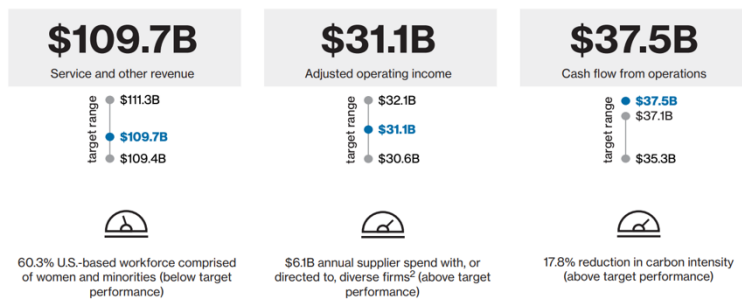 $109.7B
Service and other revenue
target range
$111.3B
$109.7B
$109.4B
60.3% U.S.-based workforce comprised
of women and minorities (below target
performance)
$31.1B
Adjusted operating income
target range
$32.1B
$31.1B
$30.6B
$6.1B annual supplier spend with, or
directed to, diverse firms2 (above target
performance)
$37.5B
Cash flow from operations
target range
$37.5B
$37.1B
$35.3B
17.8% reduction in carbon intensity
(above target performance)